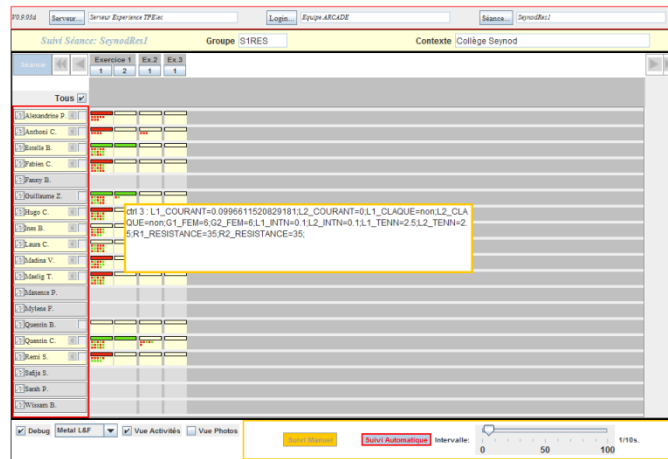 V0.9.034 Serveur... Serveur Experience TPElec Login... Equipe ARCADE Séance... SeynodRes1
Suivi Séance: SeynodRes1 Groupe S1RES Contexte Collège Seynod
Séance Exercice 1 Ex.2 Ex.3
1 2 1 1
Tous
Alexandrine P.
Anthoni C.
Estelle B.
Fabien C.
Fanny B.
Guillaume Z.
Hugo C.
Ines B.
Laura C.
Madina V.
Maelig T.
Maxence P.
Mylena F.
Quentin B.
Quentin C.
Remi S.
Safija S.
Sarah P.
Wissam B.
ctrl 3 : L1_COURANT=0.0996611520829181;L2_COURANT=0;L1_CLAQUE=non;L2_CLA
QUE=non;G1_FEM=6;G2_FEM=6;L1_INTN=0.1;L2_INTN=0.1;L1_TENN=2.5;L2_TENN=2.
5;R1_RESISTANCE=35;R2_RESISTANCE=35;
Debug Metal L&F Vue Activités Vue Photos Suivi Manuel Suivi Automatique Intervalle: 1/10s.
0 50 100